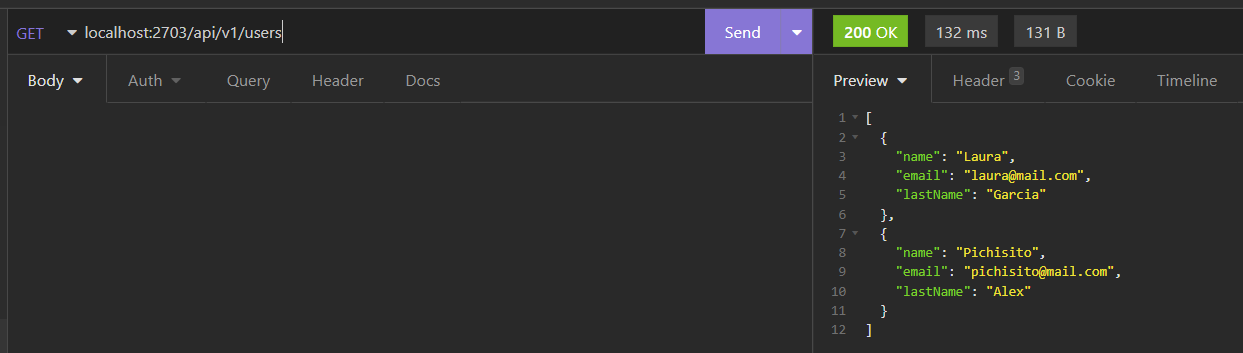 GET localhost:2703/api/v1/users Send 200 OK 132 ms 131 B
Body Auth Query Header Docs Preview Header 3 Cookie Timeline
1 [
2 {
3 "name": "Laura",
4 "email": "laura@mail.com",
5 "lastName": "Garcia"
6 },
7 {
8 "name": "Pichisito",
9 "email": "pichisito@mail.com",
10 "lastName": "Alex"
11 }
12 ]